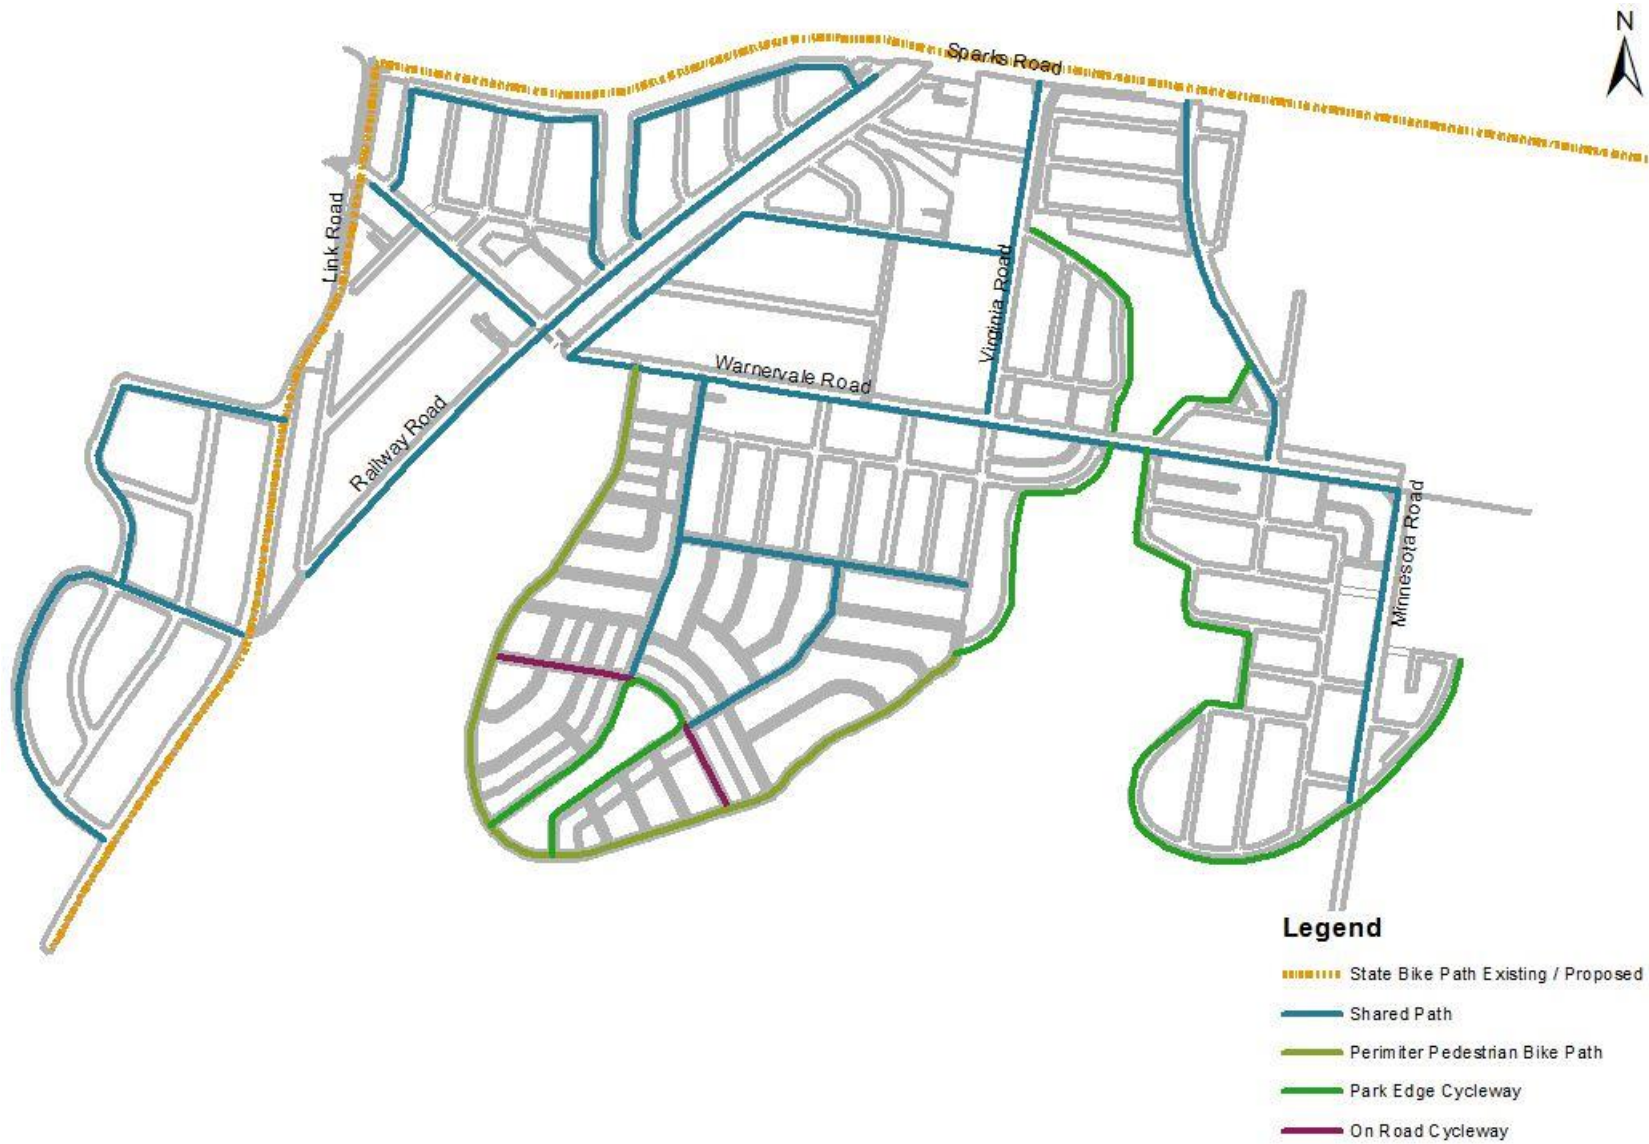 N
Sparks Road
Link Road
Virginia Road
Warnervale Road
Railway Road
Minnesota Road
Legend
State Bike Path Existing / Proposed
Shared Path
Perimiter Pedestrian Bike Path
Park Edge Cycleway
On Road Cycleway